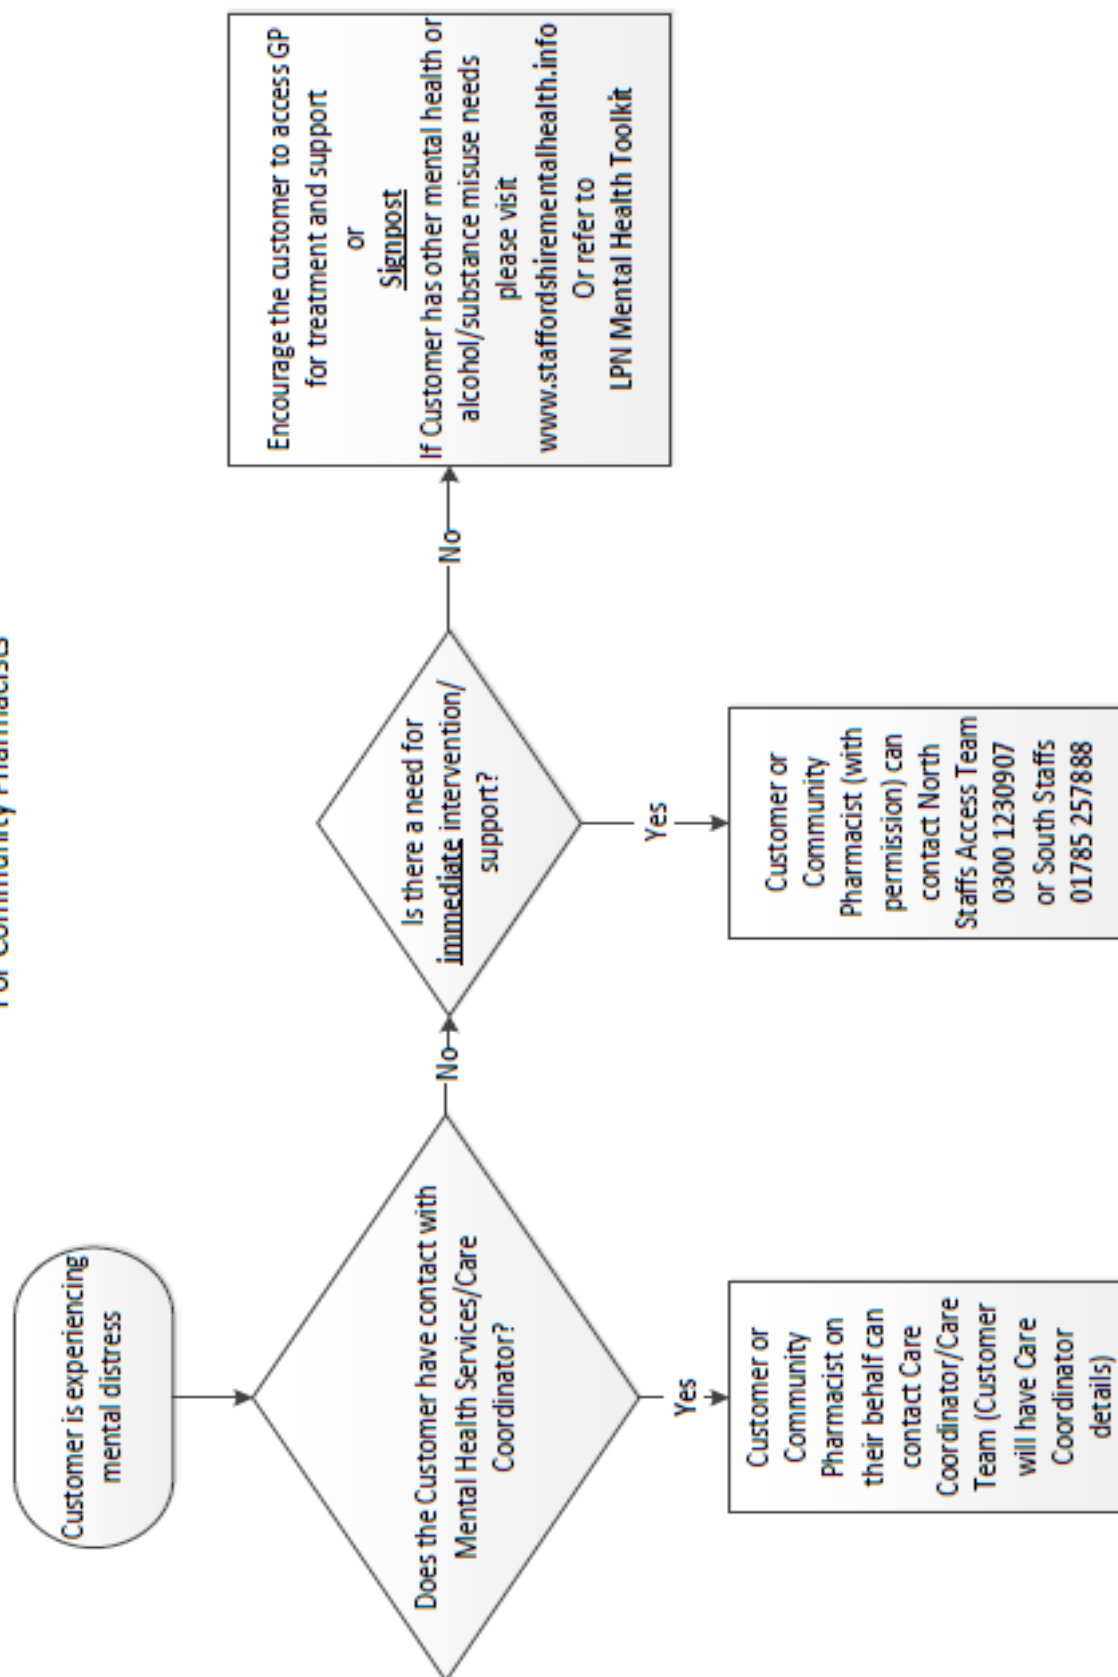 For Community Pharmacists
Customer is experiencing
mental distress
Does the Customer have contact with
Mental Health Services/Care
Coordinator?
No
Yes
Customer or
Community
Pharmacist on
their behalf can
contact Care
Coordinator/Care
Team (Customer
will have Care
Coordinator
details)
Is there a need for
immediate intervention/
support?
No
Yes
Customer or
Community
Pharmacist (with
permission) can
contact North
Staffs Access Team
0300 1230907
or South Staffs
01785 257888
Encourage the customer to access GP
for treatment and support
or
Signpost
If Customer has other mental health or
alcohol/substance misuse needs
please visit
www.staffordshirementalhealth.info
Or refer to
LPN Mental Health Toolkit